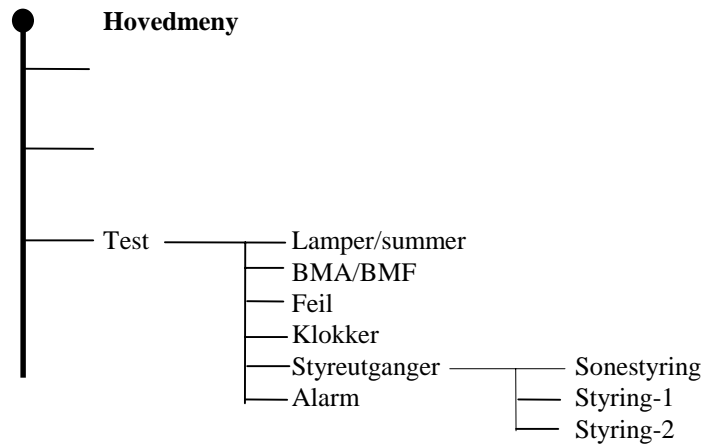 Hovedmeny
Test
Lamper/summer
BMA/BMF
Feil
Klokker
Styreutganger
Sonestyring
Alarm
Styring-1
Styring-2